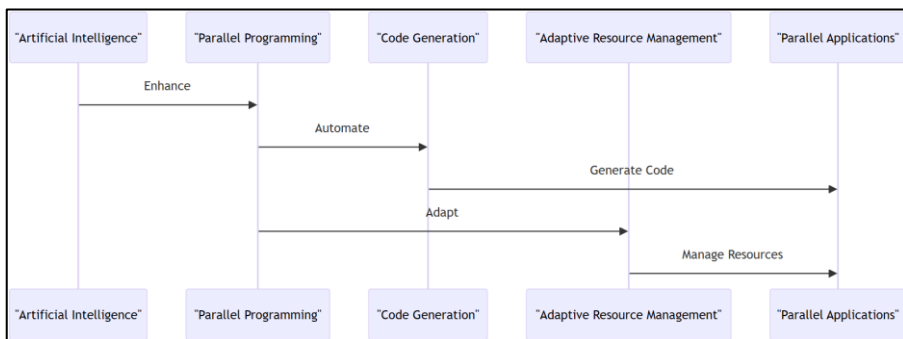 "Artificial Intelligence"
"Parallel Programming"
"Code Generation"
"Adaptive Resource Management"
"Parallel Applications"
Enhance
Automate
Generate Code
Adapt
Manage Resources
"Artificial Intelligence"
"Parallel Programming"
"Code Generation"
"Adaptive Resource Management"
"Parallel Applications"